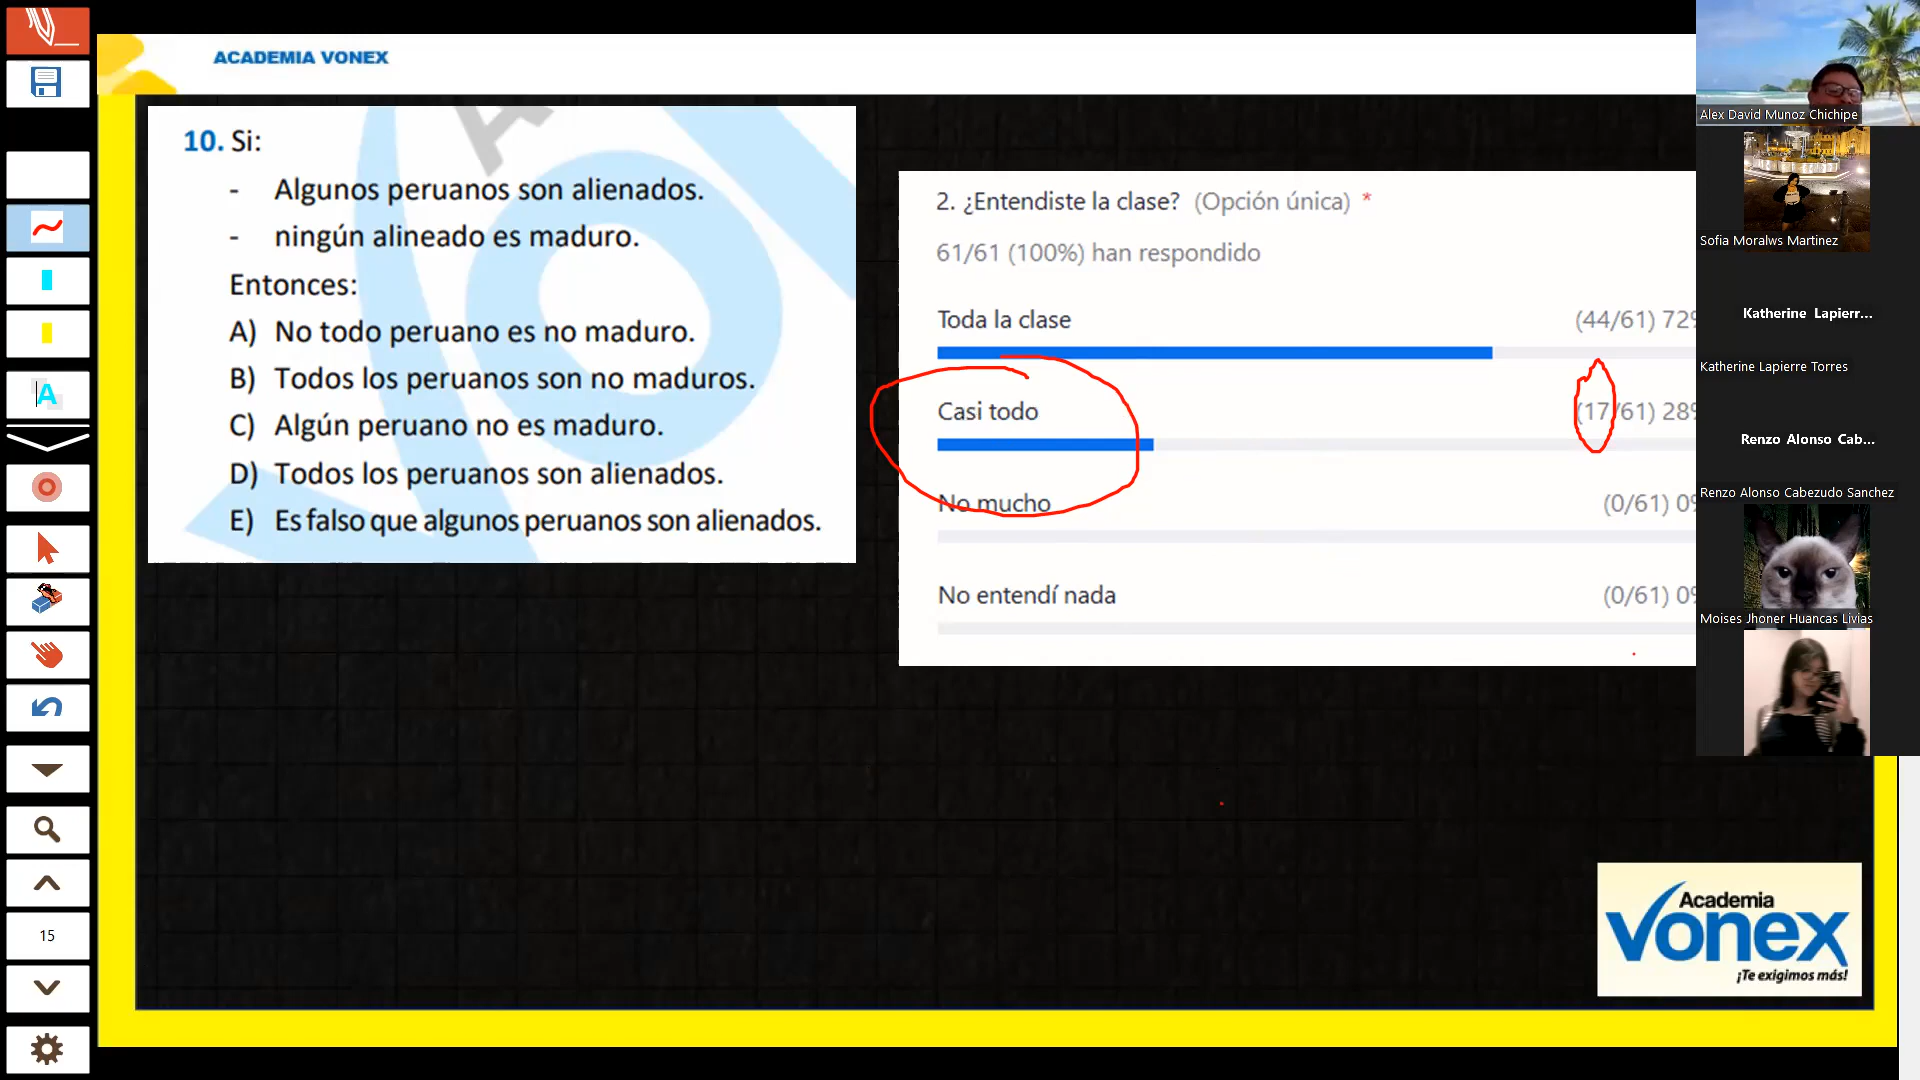 ACADEMIA VONEX
10. Si:
- Algunos peruanos son alienados.
- ningún alineado es maduro.
Entonces:
A) No todo peruano es no maduro.
B) Todos los peruanos son no maduros.
C) Algún peruano no es maduro.
D) Todos los peruanos son alienados.
E) Es falso que algunos peruanos son alienados.
2. ¿Entendiste la clase? (Opción única) *
61/61 (100%) han respondido
Toda la clase (44/61) 72%
Casi todo (17/61) 28%
No mucho (0/61) 0%
No entendí nada (0/61) 0%
Alex David Munoz Chichipe
Sofia Moralws Martinez
Katherine Lapierr...
Katherine Lapierre Torres
Renzo Alonso Cab...
Renzo Alonso Cabezudo Sanchez
Moises Jhoner Huancas Livias
A
15
Academia
Vonex
¡Te exigimos más!